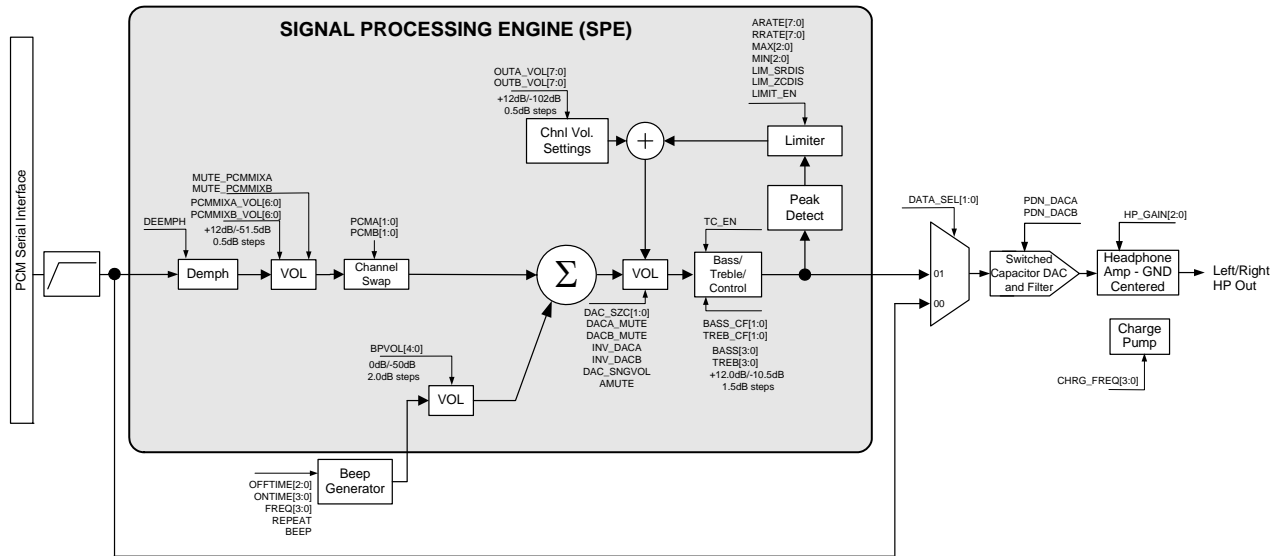 SIGNAL PROCESSING ENGINE (SPE)
PCM Serial Interface
ARATE[7:0]
RRATE[7:0]
MAX[2:0]
MIN[2:0]
LIM_SRDIS
LIM_ZCDIS
LIMIT_EN
OUTA_VOL[7:0]
OUTB_VOL[7:0]
+12dB/-102dB
0.5dB steps
Chnl Vol.
Settings
+
Limiter
Peak
Detect
MUTE_PCMMIXA
MUTE_PCMMIXB
PCMMIXA_VOL[6:0]
PCMMIXB_VOL[6:0]
+12dB/-51.5dB
0.5dB steps
DEEMPH
PCMA[1:0]
PCMB[1:0]
TC_EN
Demph
VOL
Channel
Swap
Σ
VOL
Bass/
Treble/
Control
DAC_SZC[1:0]
DACA_MUTE
DACB_MUTE
INV_DACA
INV_DACB
DAC_SNGVOL
AMUTE
BASS_CF[1:0]
TREB_CF[1:0]
BASS[3:0]
TREB[3:0]
+12.0dB/-10.5dB
1.5dB steps
BPVOL[4:0]
0dB/-50dB
2.0dB steps
VOL
Beep
Generator
OFFTIME[2:0]
ONTIME[3:0]
FREQ[3:0]
REPEAT
BEEP
DATA_SEL[1:0]
01
00
PDN_DACA
PDN_DACB
Switched
Capacitor DAC
and Filter
HP_GAIN[2:0]
Headphone
Amp - GND
Centered
Left/Right
HP Out
Charge
Pump
CHRG_FREQ[3:0]